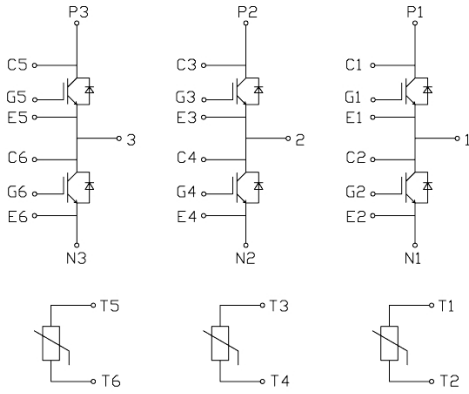 P3 P2 P1
C5 C3 C1
G5 G3 G1
E5 E3 E1
3 2 1
C6 C4 C2
G6 G4 G2
E6 E4 E2
N3 N2 N1
T5 T3 T1
T6 T4 T2